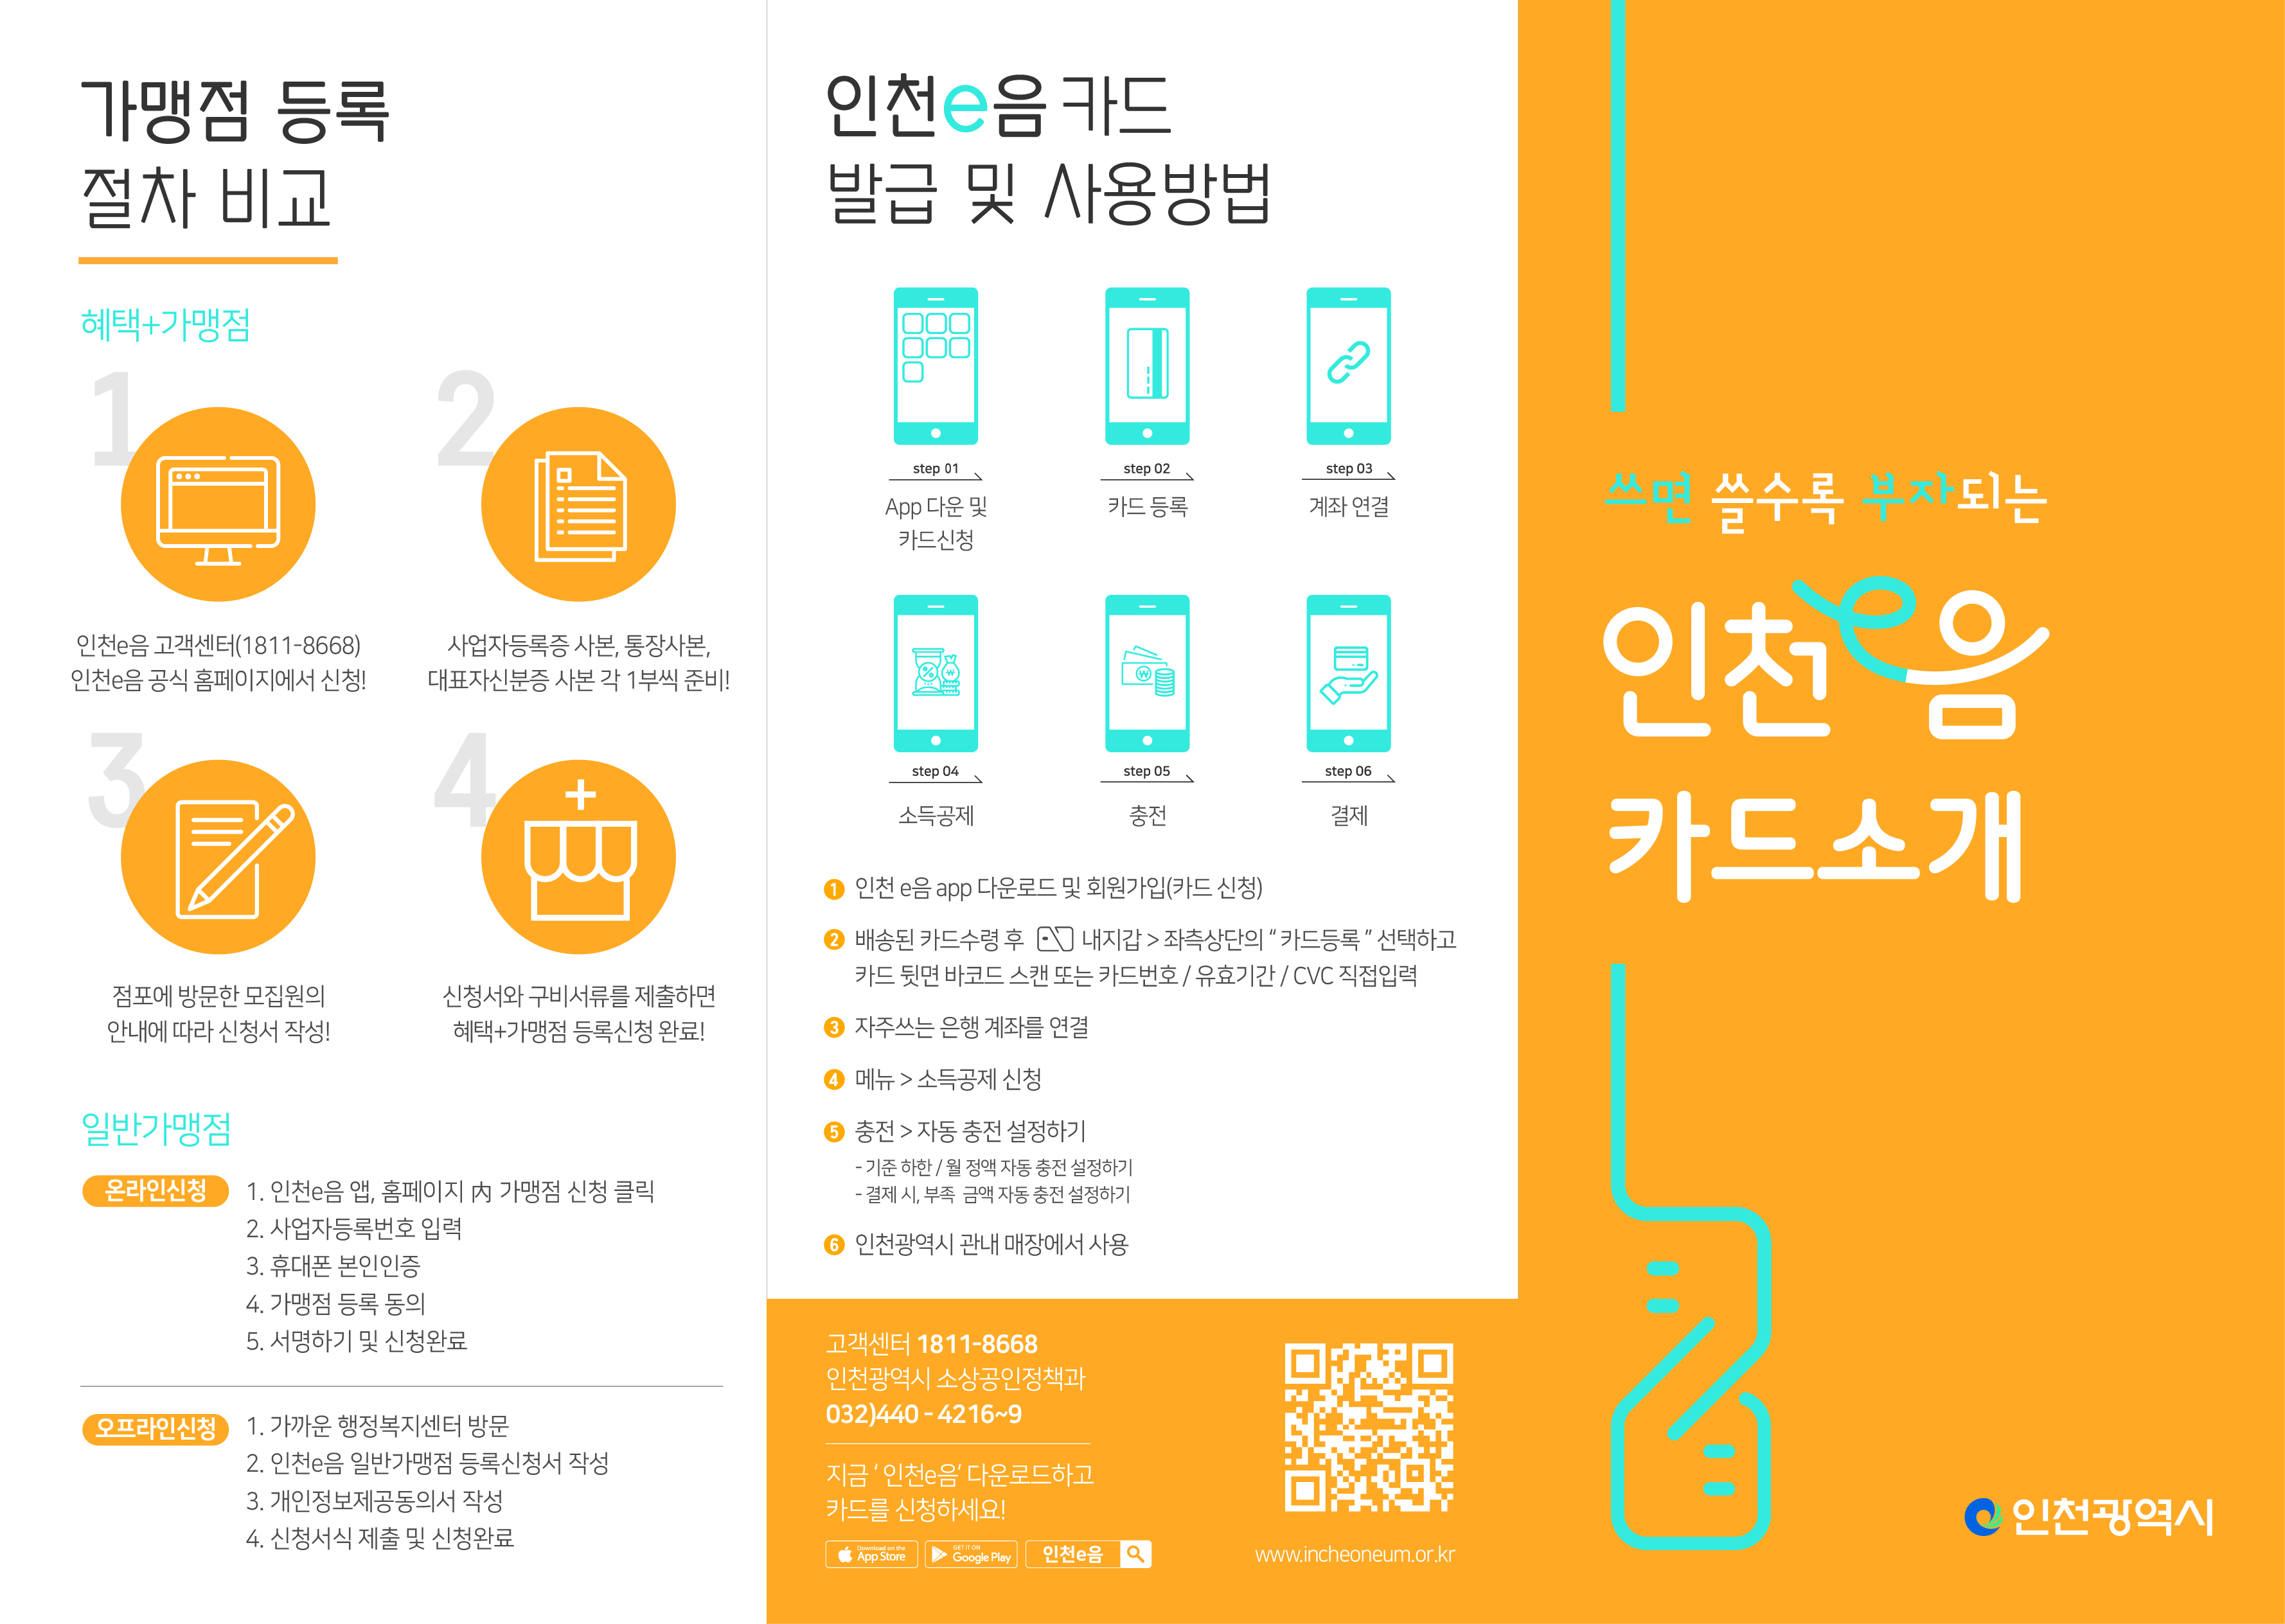 가맹점 등록
절차 비교
혜택+가맹점
1
인천e음 고객센터(1811-8668)
인천e음 공식 홈페이지에서 신청!
2
사업자등록증 사본, 통장사본,
대표자신분증 사본 각 1부씩 준비!
3
점포에 방문한 모집원의
안내에 따라 신청서 작성!
4
신청서와 구비서류를 제출하면
혜택+가맹점 등록신청 완료!
일반가맹점
온라인신청
1. 인천e음 앱, 홈페이지 內 가맹점 신청 클릭
2. 사업자등록번호 입력
3. 휴대폰 본인인증
4. 가맹점 등록 동의
5. 서명하기 및 신청완료
오프라인신청
1. 가까운 행정복지센터 방문
2. 인천e음 일반가맹점 등록신청서 작성
3. 개인정보제공동의서 작성
4. 신청서식 제출 및 신청완료
인천e음 카드
발급 및 사용방법
step 01
App 다운 및
카드신청
step 02
카드 등록
step 03
계좌 연결
step 04
소득공제
step 05
충전
step 06
결제
1 인천 e음 app 다운로드 및 회원가입(카드 신청)
2 배송된 카드수령 후 내지갑 > 좌측상단의 “ 카드등록 ” 선택하고
카드 뒷면 바코드 스캔 또는 카드번호 / 유효기간 / CVC 직접입력
3 자주쓰는 은행 계좌를 연결
4 메뉴 > 소득공제 신청
5 충전 > 자동 충전 설정하기
- 기준 하한 / 월 정액 자동 충전 설정하기
- 결제 시, 부족 금액 자동 충전 설정하기
6 인천광역시 관내 매장에서 사용
고객센터 1811-8668
인천광역시 소상공인정책과
032)440 - 4216~9
지금 ‘ 인천e음’ 다운로드하고
카드를 신청하세요!
Download on the
App Store
GET IT ON
Google Play
인천e음
www.incheoneum.or.kr
쓰면 쓸수록 부자되는
인천e음
카드소개
인천광역시